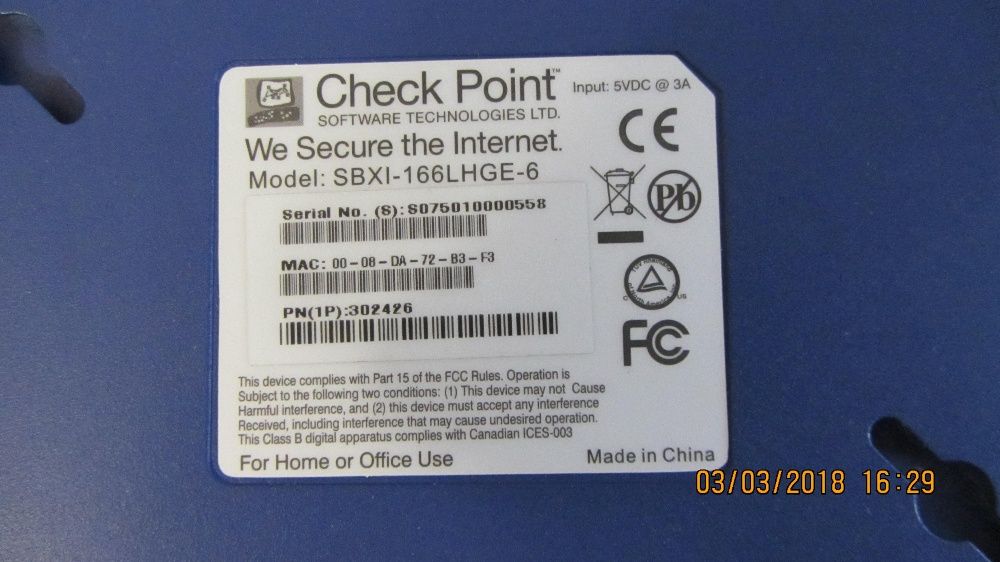 Check Point™
SOFTWARE TECHNOLOGIES LTD.
Input: 5VDC @ 3A
We Secure the Internet.
Model: SBXI-166LHGE-6
Serial No. (S): S075010000558
MAC: 00-08-DA-72-B3-F3
PN(1P):302426
CE
Pb
C US
FC
This device complies with Part 15 of the FCC Rules. Operation is
Subject to the following two conditions: (1) This device may not Cause
Harmful interference, and (2) this device must accept any interference
Received, including interference that may cause undesired operation.
This Class B digital apparatus complies with Canadian ICES-003
For Home or Office Use
Made in China
03/03/2018 16:29